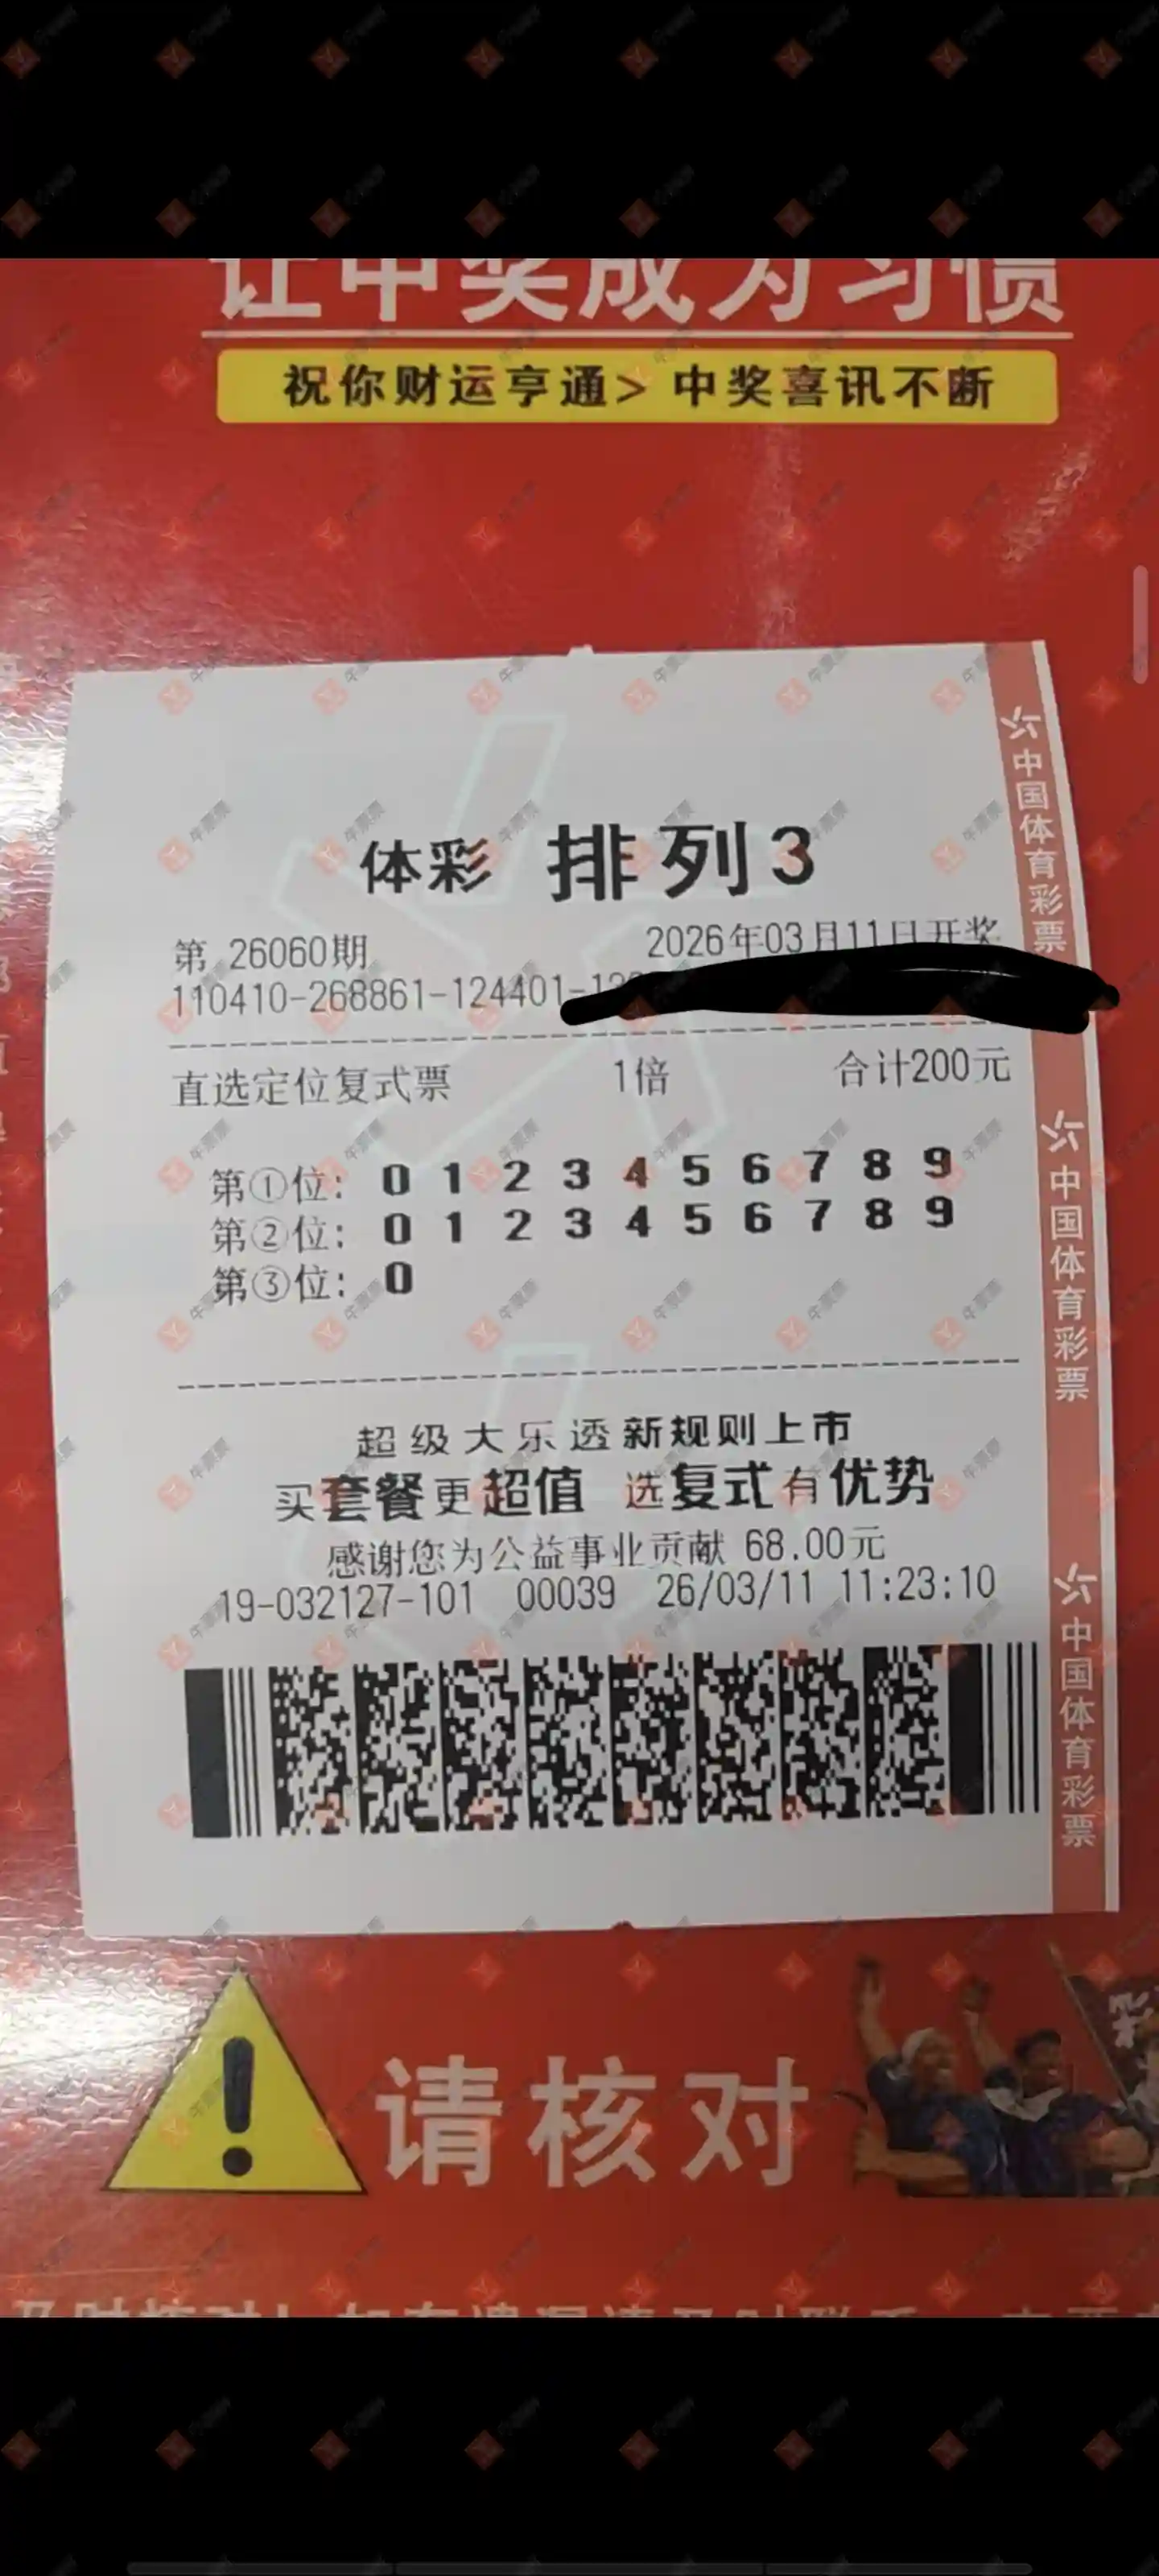 让中奖成为习惯
祝你财运亨通> 中奖喜讯不断
体彩 排列3
第 26060期 2026年03月11日开奖
110410-268861-124401-12
直选定位复式票 1倍 合计200元
第①位: 0 1 2 3 4 5 6 7 8 9
第②位: 0 1 2 3 4 5 6 7 8 9
第③位: 0
超级大乐透新规则上市
买套餐更超值 选复式有优势
感谢您为公益事业贡献 68.00元
19-032127-101 00039 26/03/11 11:23:10
中国体育彩票
中国体育彩票
中国体育彩票
请核对
彩
牛票票